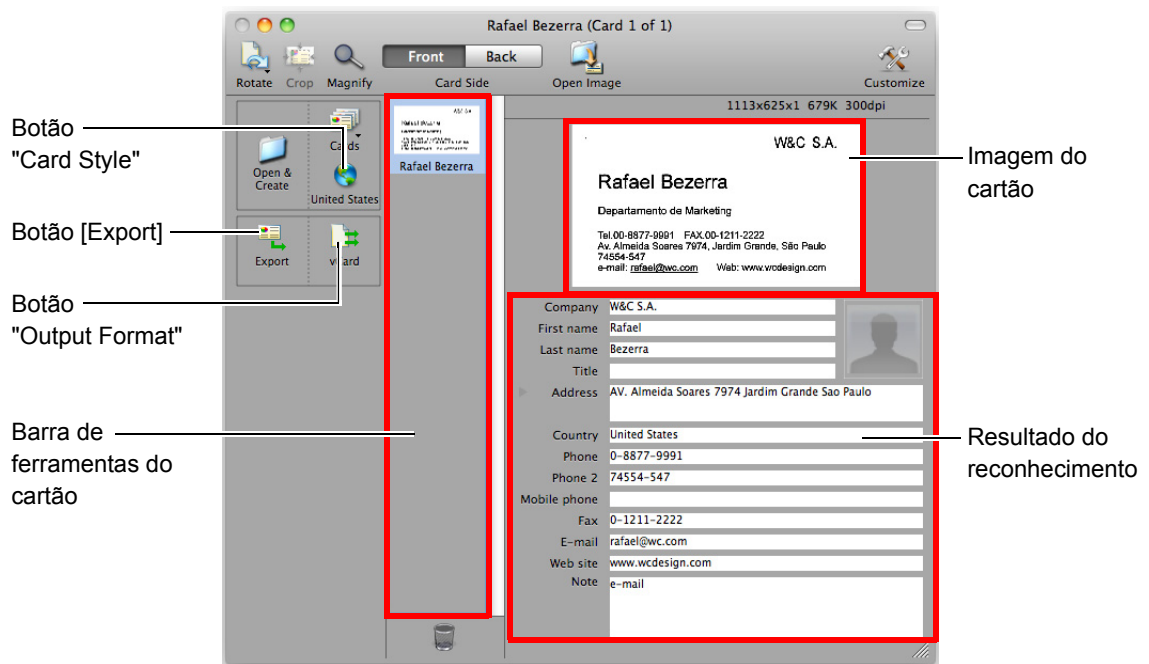 Rafael Bezerra (Card 1 of 1)
Rotate
Crop
Magnify
Front
Back
Card Side
Open Image
Customize
1113x625x1 679K 300dpi
Botão
"Card Style"
Botão [Export]
Botão
"Output Format"
Barra de
ferramentas do
cartão
Open &
Create
Cards
United States
Export
vCard
Rafael Bezerra
W&C S.A.
Rafael Bezerra
Departamento de Marketing
Tel.00-8877-9991 FAX.00-1211-2222
Av. Almeida Soares 7974, Jardim Grande, São Paulo
74554-547
e-mail: rafael@wc.com Web: www.wcdesign.com
Imagem do
cartão
Company W&C S.A.
First name Rafael
Last name Bezerra
Title
Address AV. Almeida Soares 7974 Jardim Grande Sao Paulo
Country United States
Phone 0-8877-9991
Phone 2 74554-547
Mobile phone
Fax 0-1211-2222
E-mail rafael@wc.com
Web site www.wcdesign.com
Note e-mail
Resultado do
reconhecimento